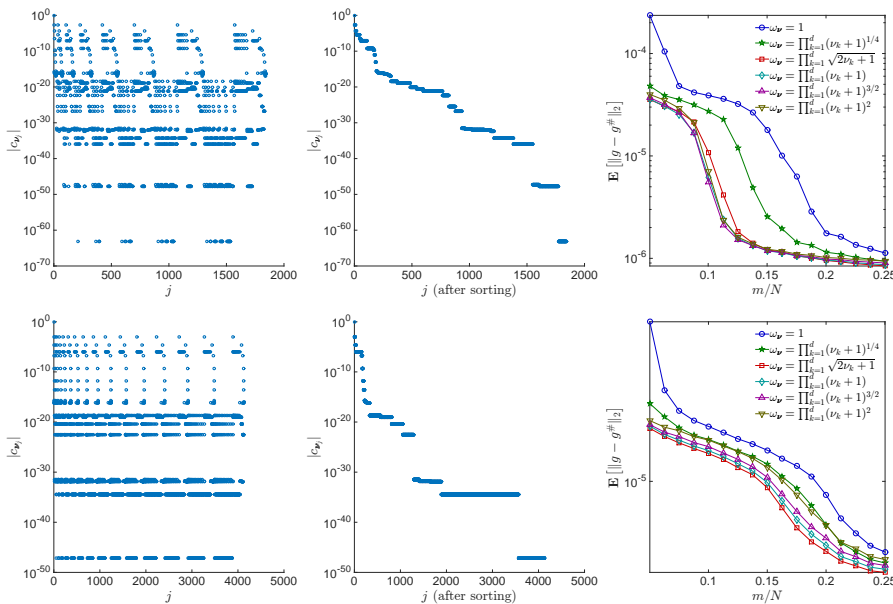 10^0
10^-10
10^-20
10^-30
10^-40
10^-50
10^-60
10^-70
|c_𝝂_j|
0 500 1000 1500 2000
j
10^0
10^-10
10^-20
10^-30
10^-40
10^-50
10^-60
10^-70
|c_𝝂_j|
0 500 1000 1500 2000
j (after sorting)
10^-4
10^-5
10^-6
E [‖g − g^#‖_2]
ω_𝝂 = 1
ω_𝝂 = ∏_{k=1}^d (ν_k + 1)^{1/4}
ω_𝝂 = ∏_{k=1}^d √(2ν_k + 1)
ω_𝝂 = ∏_{k=1}^d (ν_k + 1)
ω_𝝂 = ∏_{k=1}^d (ν_k + 1)^{3/2}
ω_𝝂 = ∏_{k=1}^d (ν_k + 1)^2
0.1 0.15 0.2 0.25
m/N
10^0
10^-10
10^-20
10^-30
10^-40
10^-50
|c_𝝂_j|
0 1000 2000 3000 4000 5000
j
10^0
10^-10
10^-20
10^-30
10^-40
10^-50
|c_𝝂_j|
0 1000 2000 3000 4000 5000
j (after sorting)
10^-5
E [‖g − g^#‖_2]
ω_𝝂 = 1
ω_𝝂 = ∏_{k=1}^d (ν_k + 1)^{1/4}
ω_𝝂 = ∏_{k=1}^d √(2ν_k + 1)
ω_𝝂 = ∏_{k=1}^d (ν_k + 1)
ω_𝝂 = ∏_{k=1}^d (ν_k + 1)^{3/2}
ω_𝝂 = ∏_{k=1}^d (ν_k + 1)^2
0.1 0.15 0.2 0.25
m/N